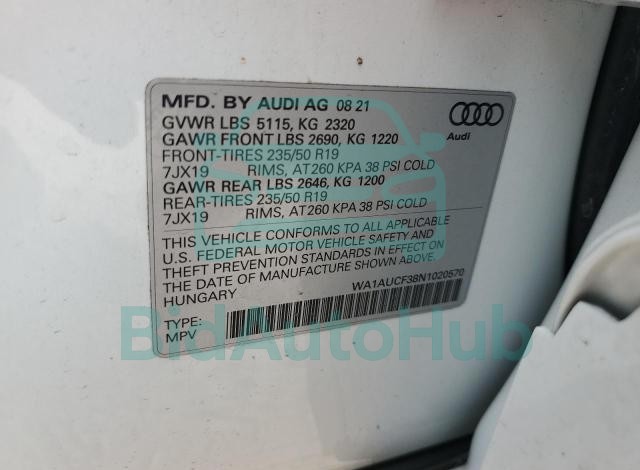 MFD. BY AUDI AG 08 21
GVWR LBS 5115, KG 2320
GAWR FRONT LBS 2690, KG 1220
FRONT-TIRES 235/50 R19
7JX19 RIMS, AT260 KPA 38 PSI COLD
GAWR REAR LBS 2646, KG 1200
REAR-TIRES 235/50 R19
7JX19 RIMS, AT260 KPA 38 PSI COLD
Audi
THIS VEHICLE CONFORMS TO ALL APPLICABLE
U.S. FEDERAL MOTOR VEHICLE SAFETY AND
THEFT PREVENTION STANDARDS IN EFFECT ON
THE DATE OF MANUFACTURE SHOWN ABOVE.
HUNGARY
WA1AUCF38N1020570
TYPE:
MPV
BidAutoHub